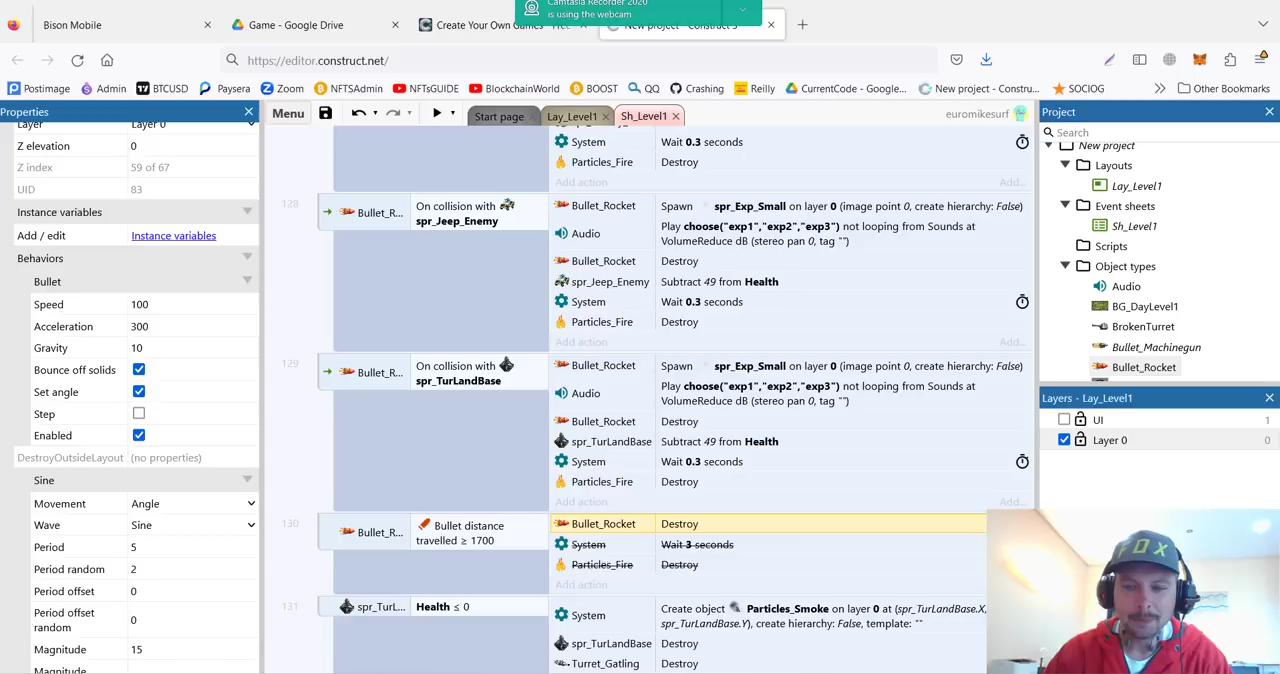 Camtasia Recorder 2020
is using the webcam
Bison Mobile
Game - Google Drive
Create Your Own Games - Free
New project - Construct 3
https://editor.construct.net/
Postimage
Admin
BTCUSD
Paysera
Zoom
NFTSAdmin
NFTsGUIDE
BlockchainWorld
BOOST
QQ
Crashing
Reilly
CurrentCode - Google...
New project - Constru...
SOCIOG
Other Bookmarks
Properties
Menu
Start page
Lay_Level1
Sh_Level1
euromikesurf
Project
Layer
Layer 0
Z elevation
0
Z index
59 of 67
UID
83
Instance variables
Add / edit
Instance variables
Behaviors
Bullet
Speed
100
Acceleration
300
Gravity
10
Bounce off solids
Set angle
Step
Enabled
DestroyOutsideLayout
(no properties)
Sine
Movement
Angle
Wave
Sine
Period
5
Period random
2
Period offset
0
Period offset
random
0
Magnitude
15
Magnitude
System
Wait 0.3 seconds
Particles_Fire
Destroy
Add action
Add...
128
Bullet_R...
On collision with
spr_Jeep_Enemy
Bullet_Rocket
Spawn spr_Exp_Small on layer 0 (image point 0, create hierarchy: False)
Audio
Play choose("exp1","exp2","exp3") not looping from Sounds at
VolumeReduce dB (stereo pan 0, tag "")
Bullet_Rocket
Destroy
spr_Jeep_Enemy
Subtract 49 from Health
System
Wait 0.3 seconds
Particles_Fire
Destroy
Add action
Add...
129
Bullet_R...
On collision with
spr_TurLandBase
Bullet_Rocket
Spawn spr_Exp_Small on layer 0 (image point 0, create hierarchy: False)
Audio
Play choose("exp1","exp2","exp3") not looping from Sounds at
VolumeReduce dB (stereo pan 0, tag "")
Bullet_Rocket
Destroy
spr_TurLandBase
Subtract 49 from Health
System
Wait 0.3 seconds
Particles_Fire
Destroy
Add action
Add...
130
Bullet_R...
Bullet distance
travelled ≥ 1700
Bullet_Rocket
Destroy
System
Wait 3 seconds
Particles_Fire
Destroy
Add action
131
spr_TurL...
Health ≤ 0
System
Create object Particles_Smoke on layer 0 at (spr_TurLandBase.X,
spr_TurLandBase.Y), create hierarchy: False, template: ""
spr_TurLandBase
Destroy
Turret_Gatling
Destroy
Search
New project
Layouts
Lay_Level1
Event sheets
Sh_Level1
Scripts
Object types
Audio
BG_DayLevel1
BrokenTurret
Bullet_Machinegun
Bullet_Rocket
Layers - Lay_Level1
UI
1
Layer 0
0
FOX